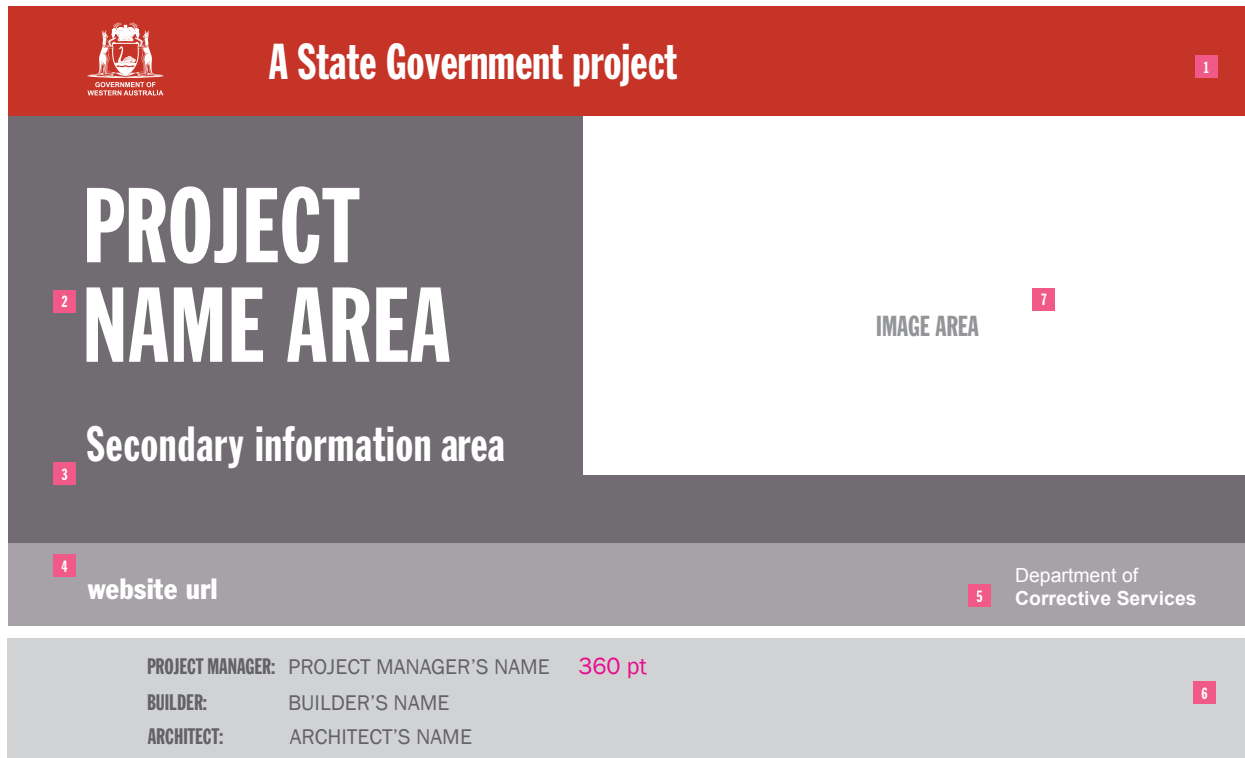 GOVERNMENT OF
WESTERN AUSTRALIA
A State Government project
1
PROJECT
NAME AREA
2
Secondary information area
3
IMAGE AREA
7
4
website url
5
Department of
Corrective Services
PROJECT MANAGER: PROJECT MANAGER'S NAME 360 pt
BUILDER: BUILDER'S NAME
ARCHITECT: ARCHITECT'S NAME
6